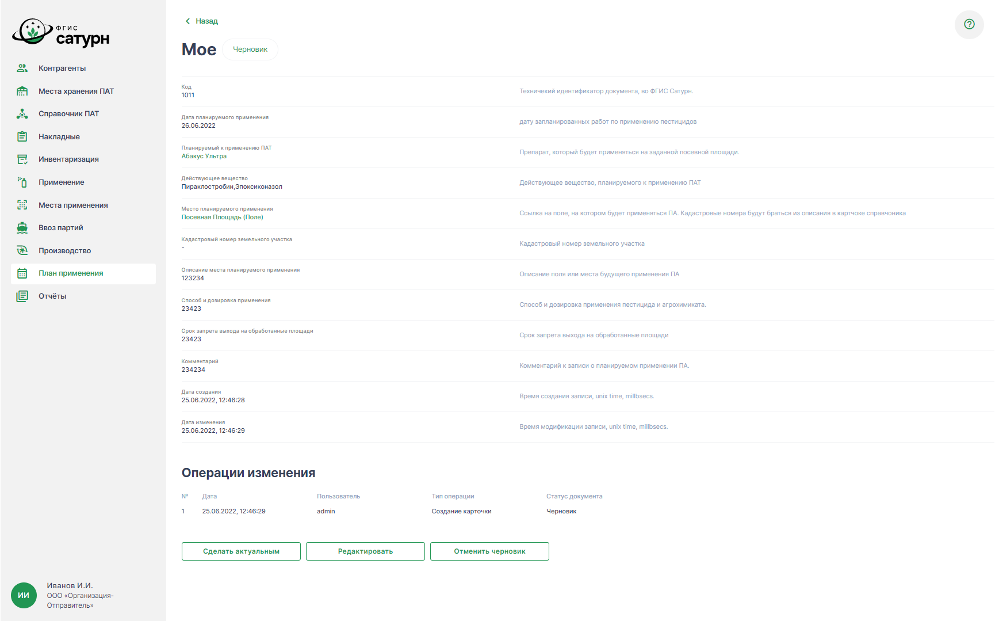 ФГИС
сатурн
Контрагенты
Места хранения ПАТ
Справочник ПАТ
Накладные
Инвентаризация
Применение
Места применения
Ввоз партий
Производство
План применения
Отчёты
ИИ
Иванов И.И.
ООО «Организация-
Отправитель»
Назад
Мое
Черновик
Код
1011
Техничекий идентификатор документа, во ФГИС Сатурн.
Дата планируемого применения
26.06.2022
дату запланированных работ по применению пестицидов
Планируемый к применению ПАТ
Абакус Ультра
Препарат, который будет применяться на заданной посевной площади.
Действующее вещество
Пираклостробин,Эпоксиконазол
Действующее вещество, планируемого к применению ПАТ
Место планируемого применения
Посевная Площадь (Поле)
Ссылка на поле, на котором будет применяться ПА. Кадастровые номера будут браться из описания в картчоке справчоника
Кадастровый номер земельного участка
-
Кадастровый номер земельного участка
Описание места планируемого применения
123234
Описание поля или места будущего применения ПА
Способ и дозировка применения
23423
Способ и дозировка применения пестицида и агрохимиката.
Срок запрета выхода на обработанные площади
23423
Срок запрета выхода на обработанные площади
Комментарий
234234
Комментарий к записи о планируемом применении ПА.
Дата создания
25.06.2022, 12:46:28
Время создания записи, unix time, millbsecs.
Дата изменения
25.06.2022, 12:46:29
Время модификации записи, unix time, millbsecs.
Операции изменения
№ Дата Пользователь Тип операции Статус документа
1 25.06.2022, 12:46:29 admin Создание карточки Черновик
Сделать актуальным Редактировать Отменить черновик